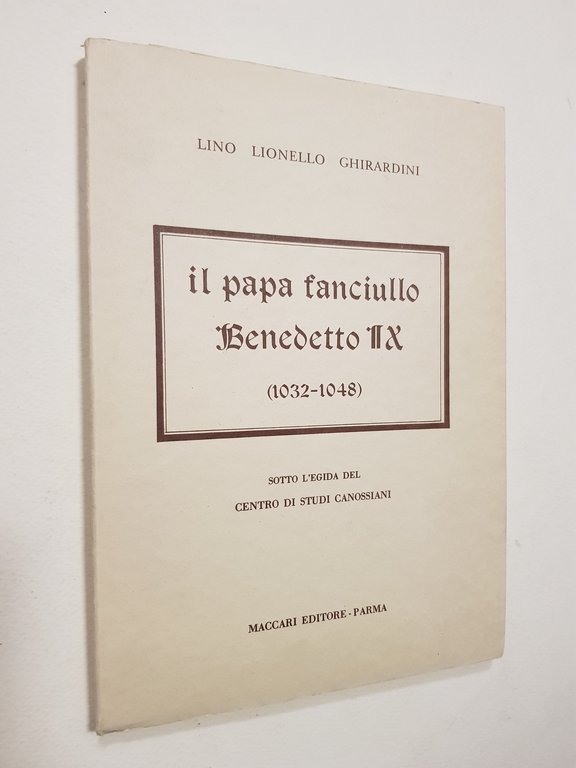 LINO LIONELLO GHIRARDINI
il papa fanciullo
Benedetto IX
(1032-1048)
SOTTO L'EGIDA DEL
CENTRO DI STUDI CANOSSIANI
MACCARI EDITORE - PARMA